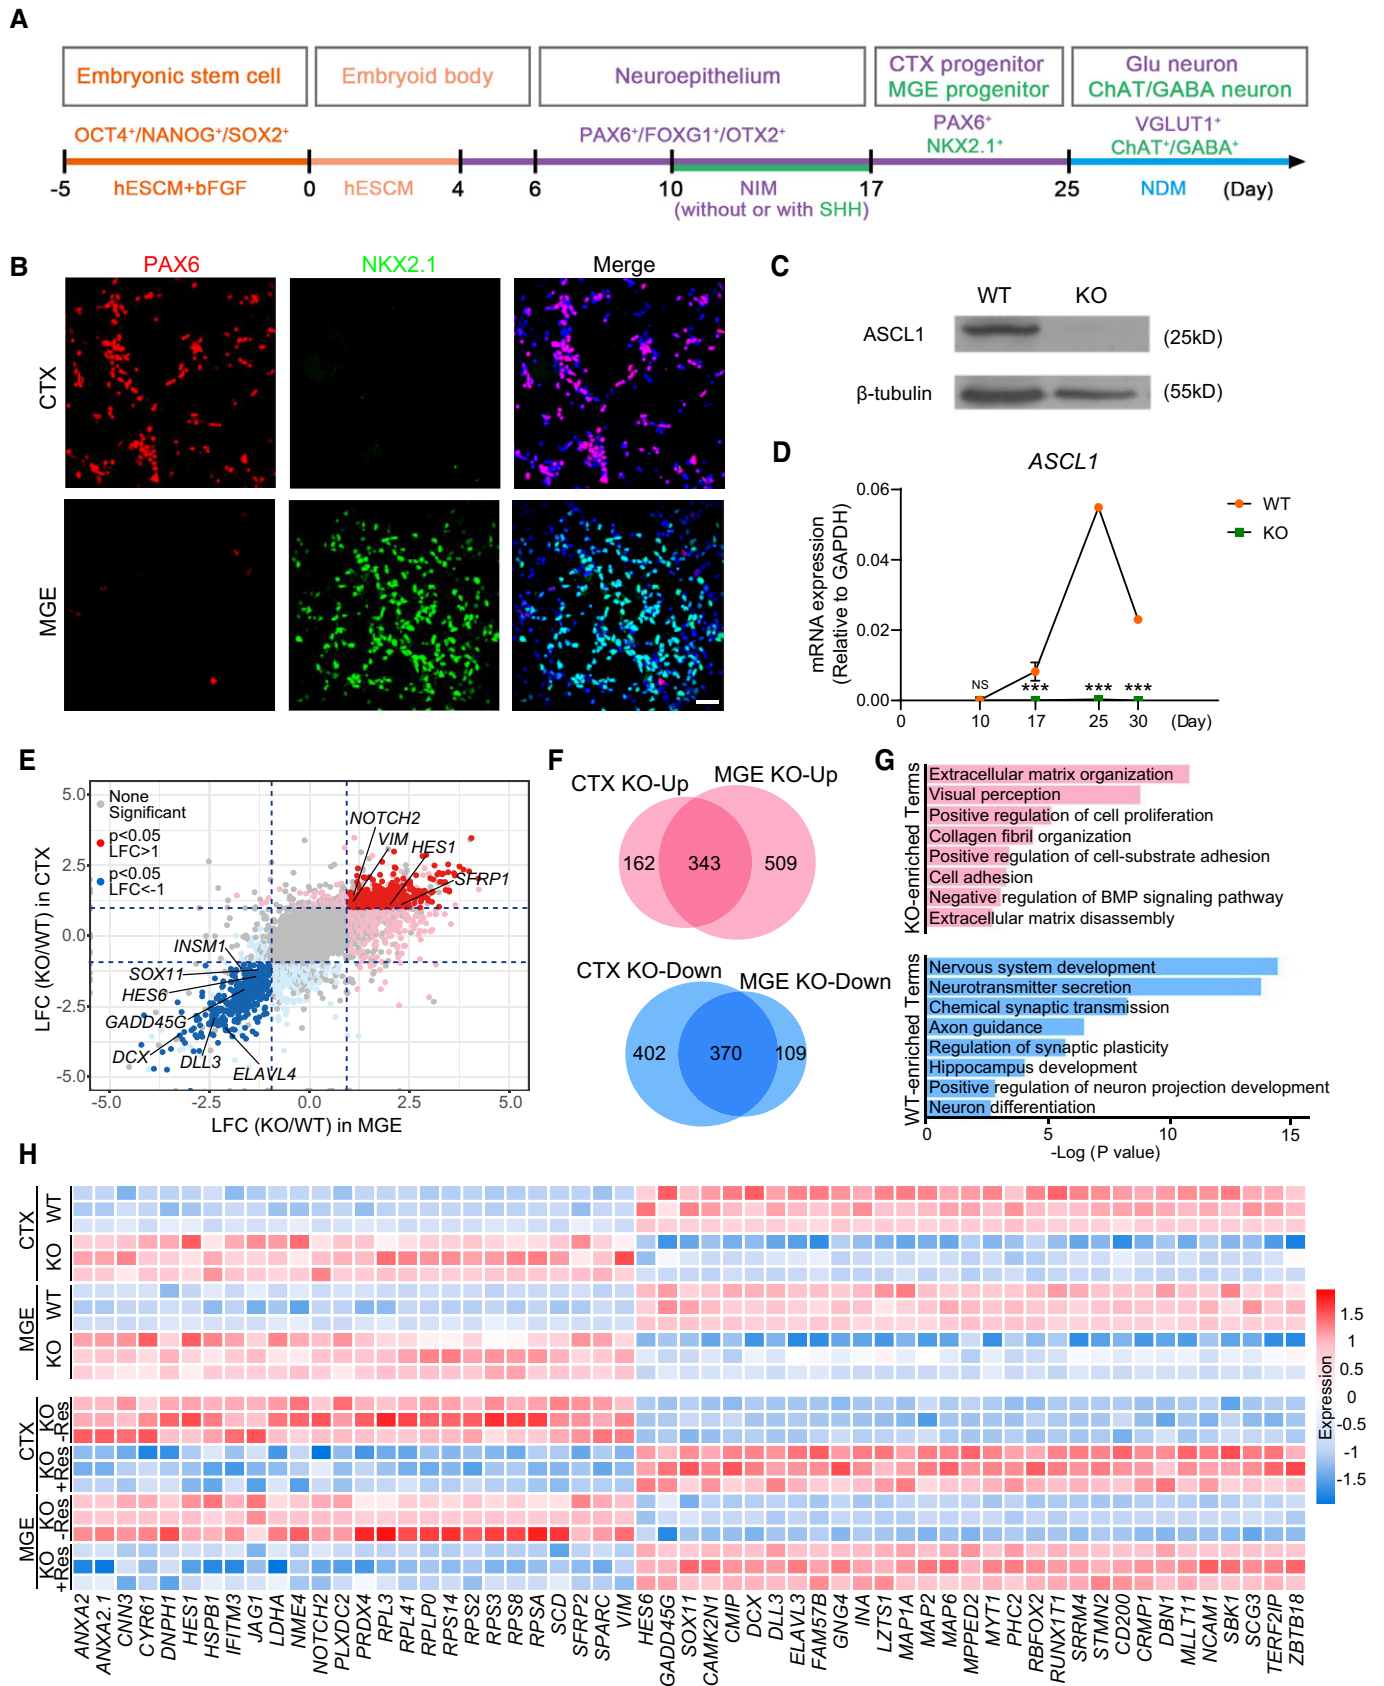 A
Embryonic stem cell
Embryoid body
Neuroepithelium
CTX progenitor
MGE progenitor
Glu neuron
ChAT/GABA neuron
OCT4⁺/NANOG⁺/SOX2⁺
PAX6⁺/FOXG1⁺/OTX2⁺
PAX6⁺
NKX2.1⁺
VGLUT1⁺
ChAT⁺/GABA⁺
-5 hESCM+bFGF 0 hESCM 4 6 10 NIM 17 25 NDM (Day)
(without or with SHH)
B
PAX6 NKX2.1 Merge
CTX
MGE
C
WT KO
ASCL1 (25kD)
β-tubulin (55kD)
D
ASCL1
mRNA expression
(Relative to GAPDH)
0.06
0.04
0.02
0.00
NS *** *** ***
0 10 17 25 30 (Day)
WT
KO
E
LFC (KO/WT) in CTX
5.0
2.5
0.0
-2.5
-5.0
None
Significant
p<0.05
LFC>1
p<0.05
LFC<-1
NOTCH2
VIM
HES1
SFRP1
INSM1
SOX11
HES6
GADD45G
DCX
DLL3
ELAVL4
-5.0 -2.5 0.0 2.5 5.0
LFC (KO/WT) in MGE
F
CTX KO-Up MGE KO-Up
162 343 509
CTX KO-Down MGE KO-Down
402 370 109
G
KO-enriched Terms
Extracellular matrix organization
Visual perception
Positive regulation of cell proliferation
Collagen fibril organization
Positive regulation of cell-substrate adhesion
Cell adhesion
Negative regulation of BMP signaling pathway
Extracellular matrix disassembly
WT-enriched Terms
Nervous system development
Neurotransmitter secretion
Chemical synaptic transmission
Axon guidance
Regulation of synaptic plasticity
Hippocampus development
Positive regulation of neuron projection development
Neuron differentiation
0 5 10 15
-Log (P value)
H
CTX
WT
KO
MGE
WT
KO
CTX
KO
-Res
KO
+Res
MGE
KO
-Res
KO
+Res
Expression
1.5
1
0.5
0
-0.5
-1
-1.5
ANXA2
ANXA2.1
CNN3
CYR61
DNPH1
HES1
HSPB1
IFITM3
JAG1
LDHA
NME4
NOTCH2
PLXDC2
PRDX4
RPL3
RPL41
RPLP0
RPS14
RPS2
RPS3
RPS8
RPSA
SCD
SFRP2
SPARC
VIM
HES6
GADD45G
SOX11
CAMK2N1
CMIP
DCX
DLL3
ELAVL3
FAM57B
GNG4
INA
LZTS1
MAP1A
MAP2
MAP6
MPPED2
MYT1
PHC2
RBFOX2
RUNX1T1
SRRM4
STMN2
CD200
CRMP1
DBN1
MLLT11
NCAM1
SBK1
SCG3
TERF2IP
ZBTB18